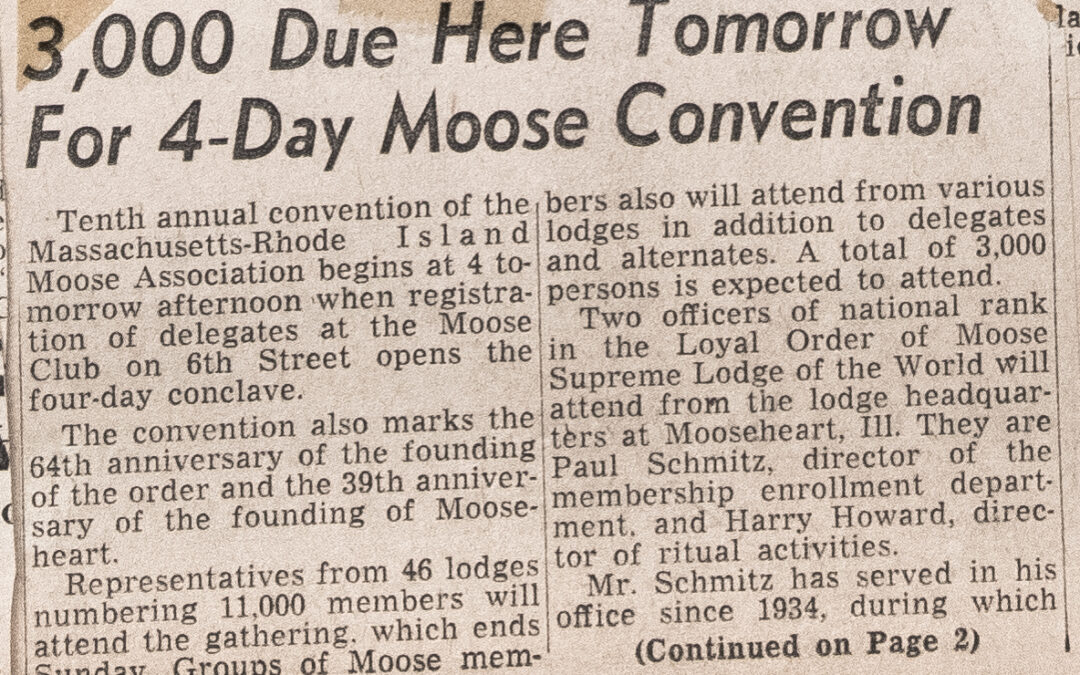 3,000 Due Here Tomorrow
For 4-Day Moose Convention
Tenth annual convention of the
Massachusetts-Rhode Island
Moose Association begins at 4 to-
morrow afternoon when registra-
tion of delegates at the Moose
Club on 6th Street opens the
four-day conclave.
The convention also marks the
64th anniversary of the founding
of the order and the 39th anniver-
sary of the founding of Moose-
heart.
Representatives from 46 lodges
numbering 11,000 members will
attend the gathering. which ends
Sunday. Groups of Moose mem-
bers also will attend from various
lodges in addition to delegates
and alternates. A total of 3,000
persons is expected to attend.
Two officers of national rank
in the Loyal Order of Moose
Supreme Lodge of the World will
attend from the lodge headquar-
ters at Mooseheart, Ill. They are
Paul Schmitz, director of the
membership enrollment depart-
ment. and Harry Howard, direc-
tor of ritual activities.
Mr. Schmitz has served in his
office since 1934, during which
(Continued on Page 2)